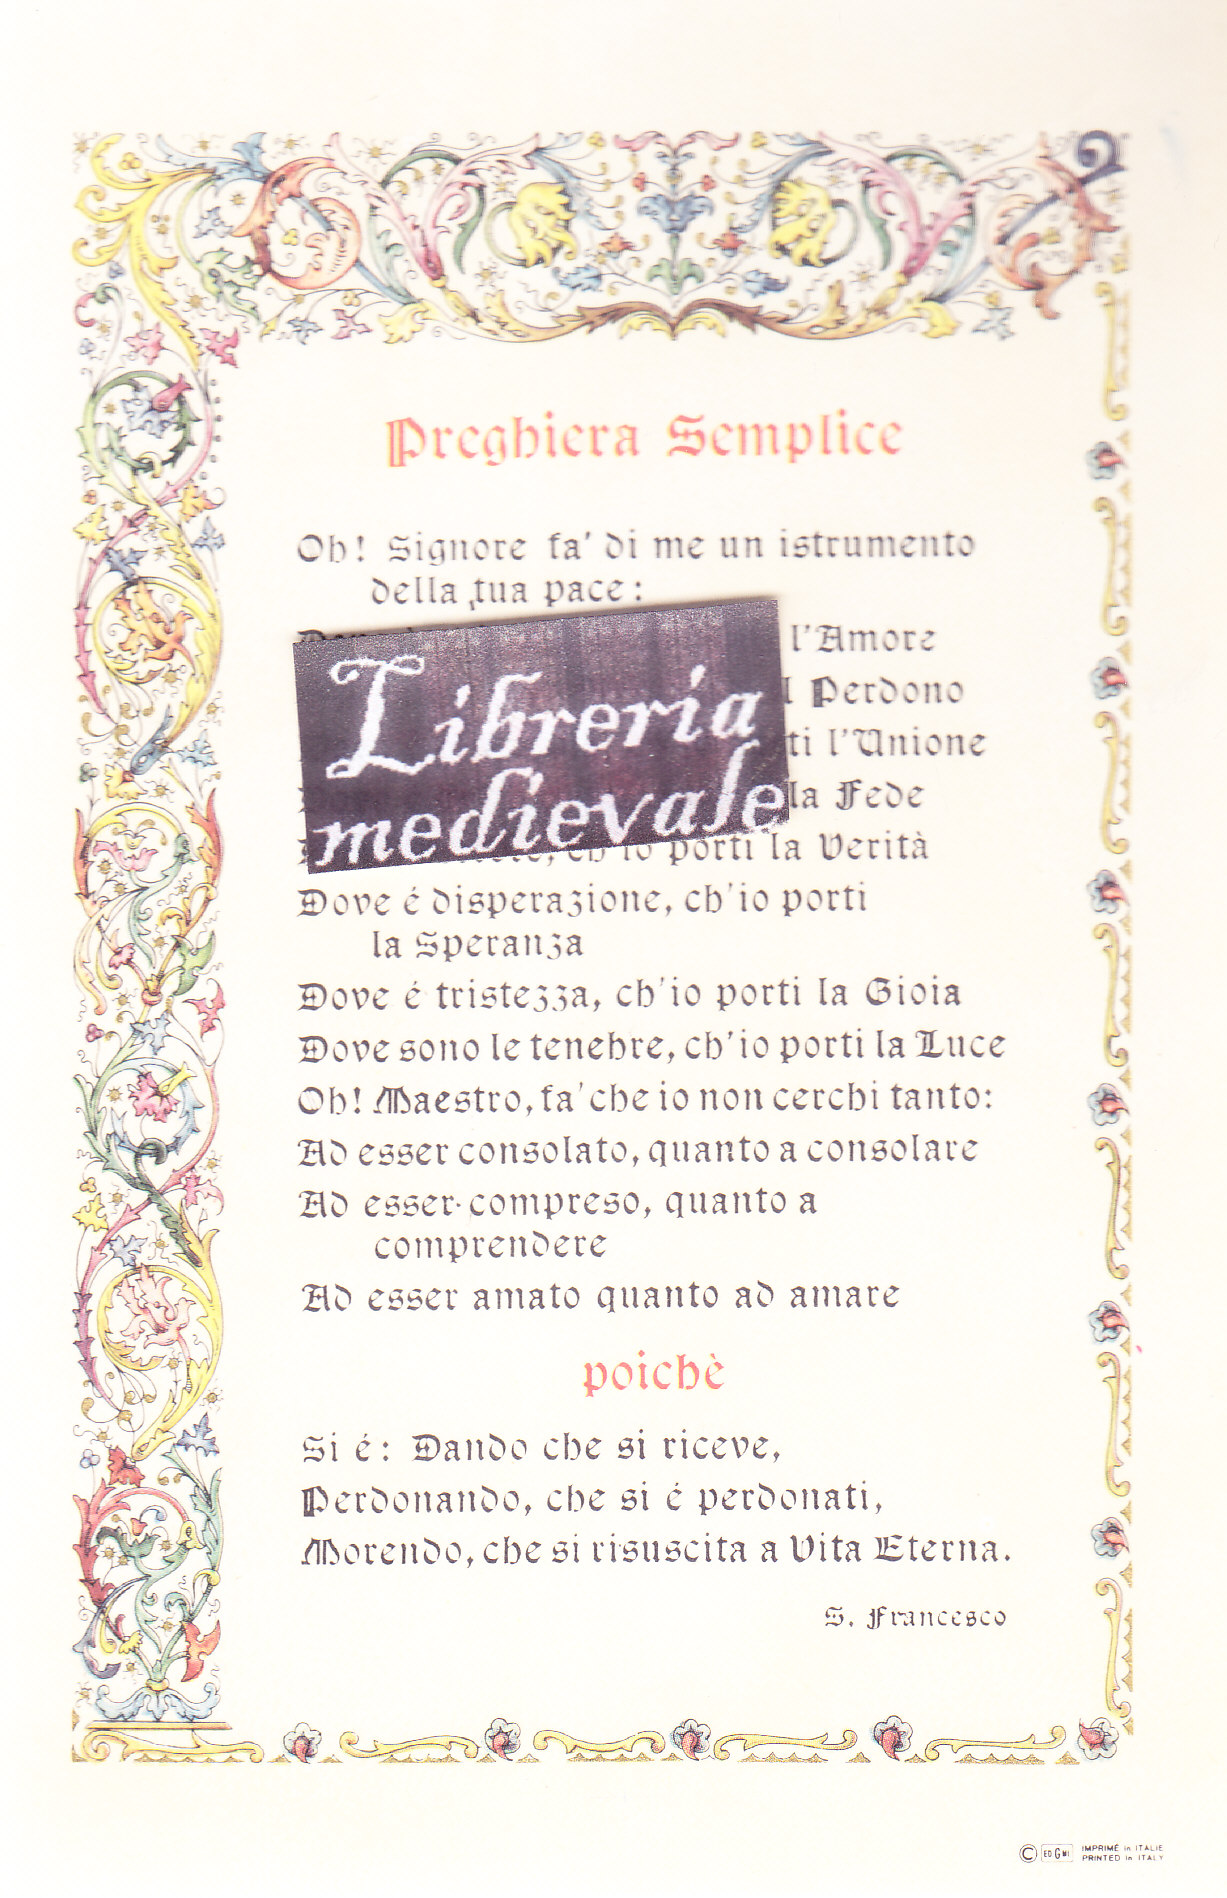 Preghiera Semplice
Oh! Signore fa' di me un istrumento
della tua pace:
l'Amore
Perdono
l'Unione
la Fede
porti la Verità
Libreria
medievale
Dove é disperazione, ch'io porti
la Speranza
Dove é tristezza, ch'io porti la Gioia
Dove sono le tenebre, ch'io porti la Luce
Oh! Maestro, fa' che io non cerchi tanto:
Ad esser consolato, quanto a consolare
Ad esser compreso, quanto a
comprendere
Ad esser amato quanto ad amare
poichè
Si é: Dando che si riceve,
Perdonando, che si é perdonati,
Morendo, che si risuscita a Vita Eterna.
S. Francesco
© ED G MI IMPRIMÉ in ITALIE
PRINTED in ITALY